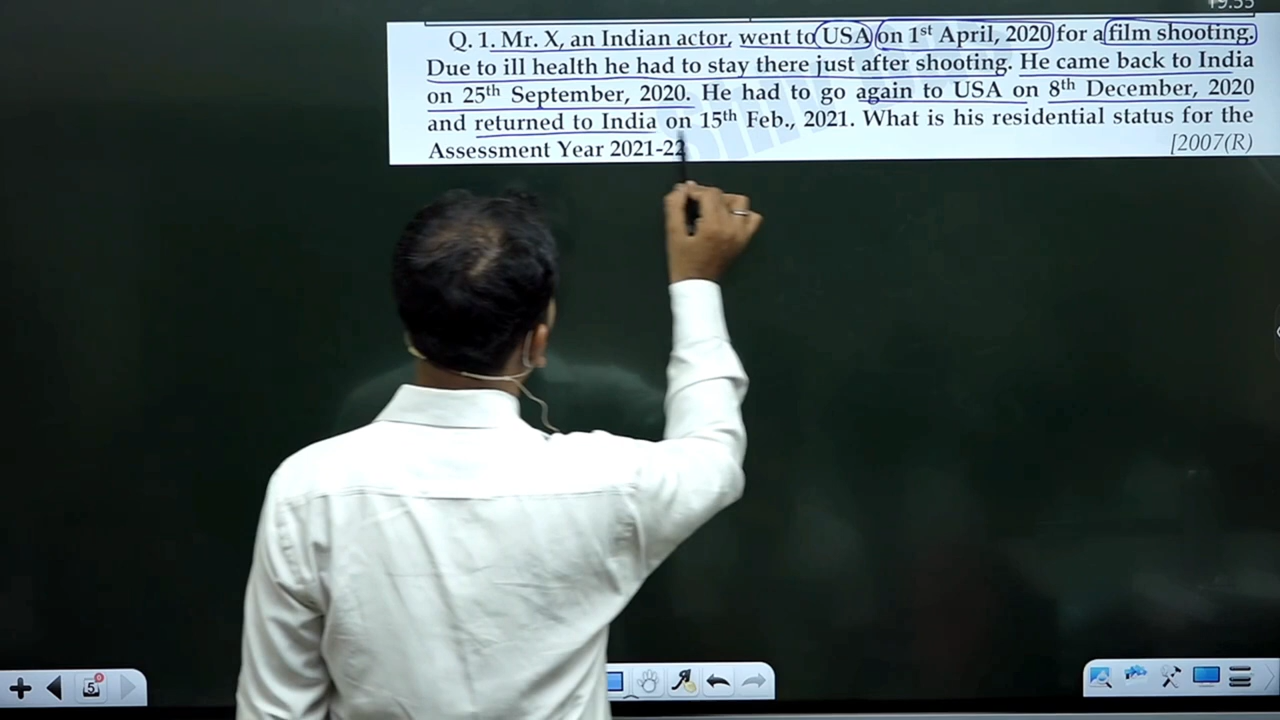 Q. 1. Mr. X, an Indian actor, went to USA on 1st April, 2020 for a film shooting.
Due to ill health he had to stay there just after shooting. He came back to India
on 25th September, 2020. He had to go again to USA on 8th December, 2020
and returned to India on 15th Feb., 2021. What is his residential status for the
Assessment Year 2021-22
[2007(R)
5